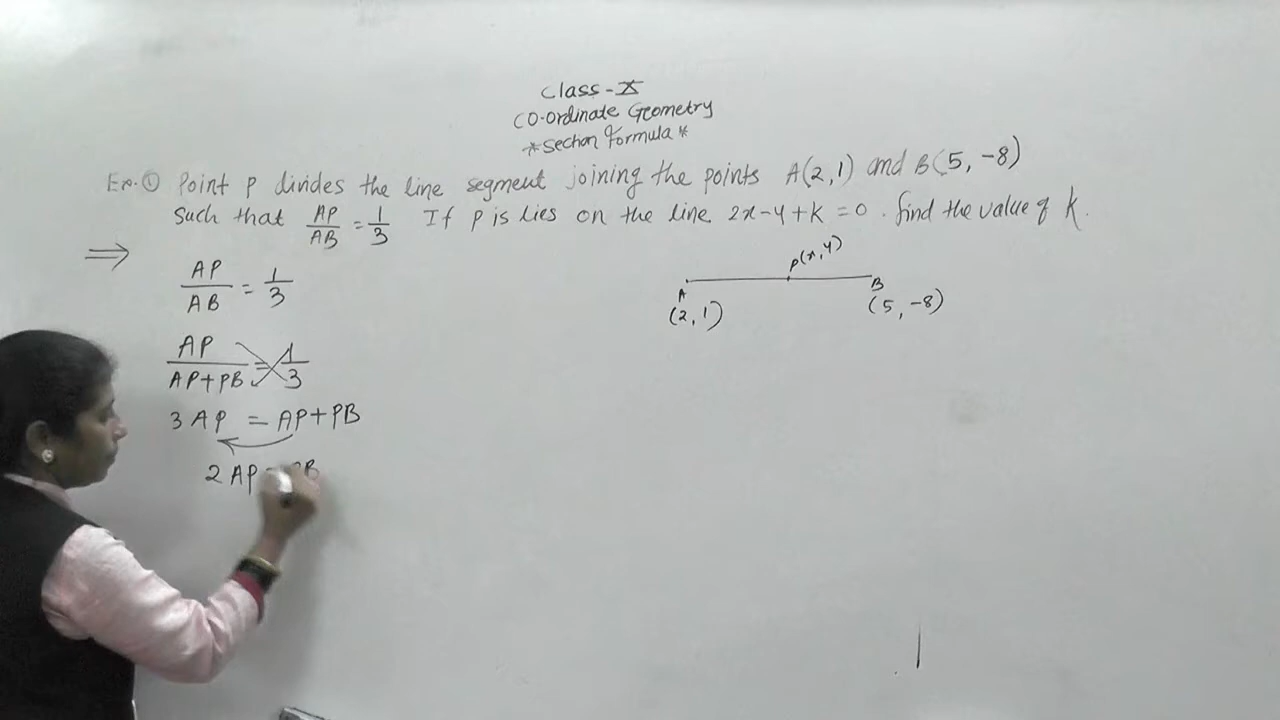 Class-X
CO-ordinate Geometry
*Section formula*
Ex.① Point P divides the line segment joining the points A(2,1) and B(5, -8)
Such that AP/AB = 1/3 If P is lies on the line 2x-y+k =0. find the value of k.
⇒ AP/AB = 1/3
P(x,y)
A B
(2,1) (5, -8)
AP/AP+PB = 1/3
3 AP = AP+PB
2 AP = PB